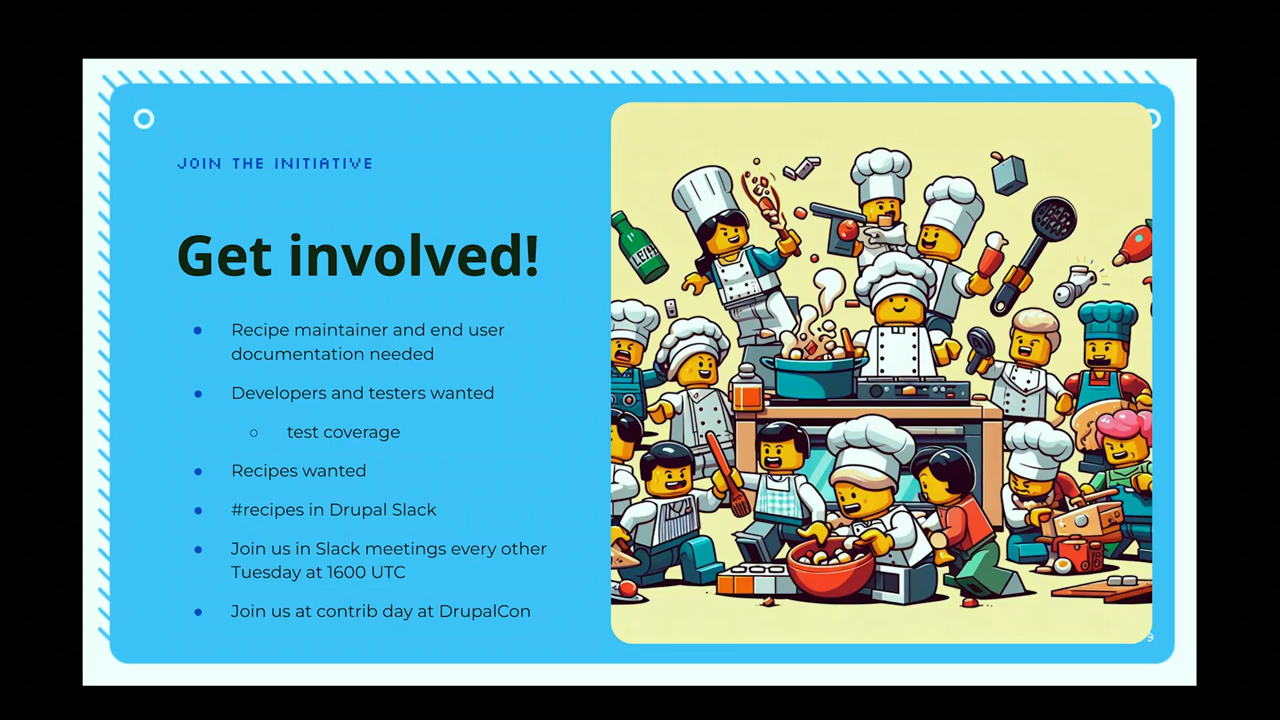 JOIN THE INITIATIVE
Get involved!
Recipe maintainer and end user
documentation needed
Developers and testers wanted
test coverage
Recipes wanted
#recipes in Drupal Slack
Join us in Slack meetings every other
Tuesday at 1600 UTC
Join us at contrib day at DrupalCon